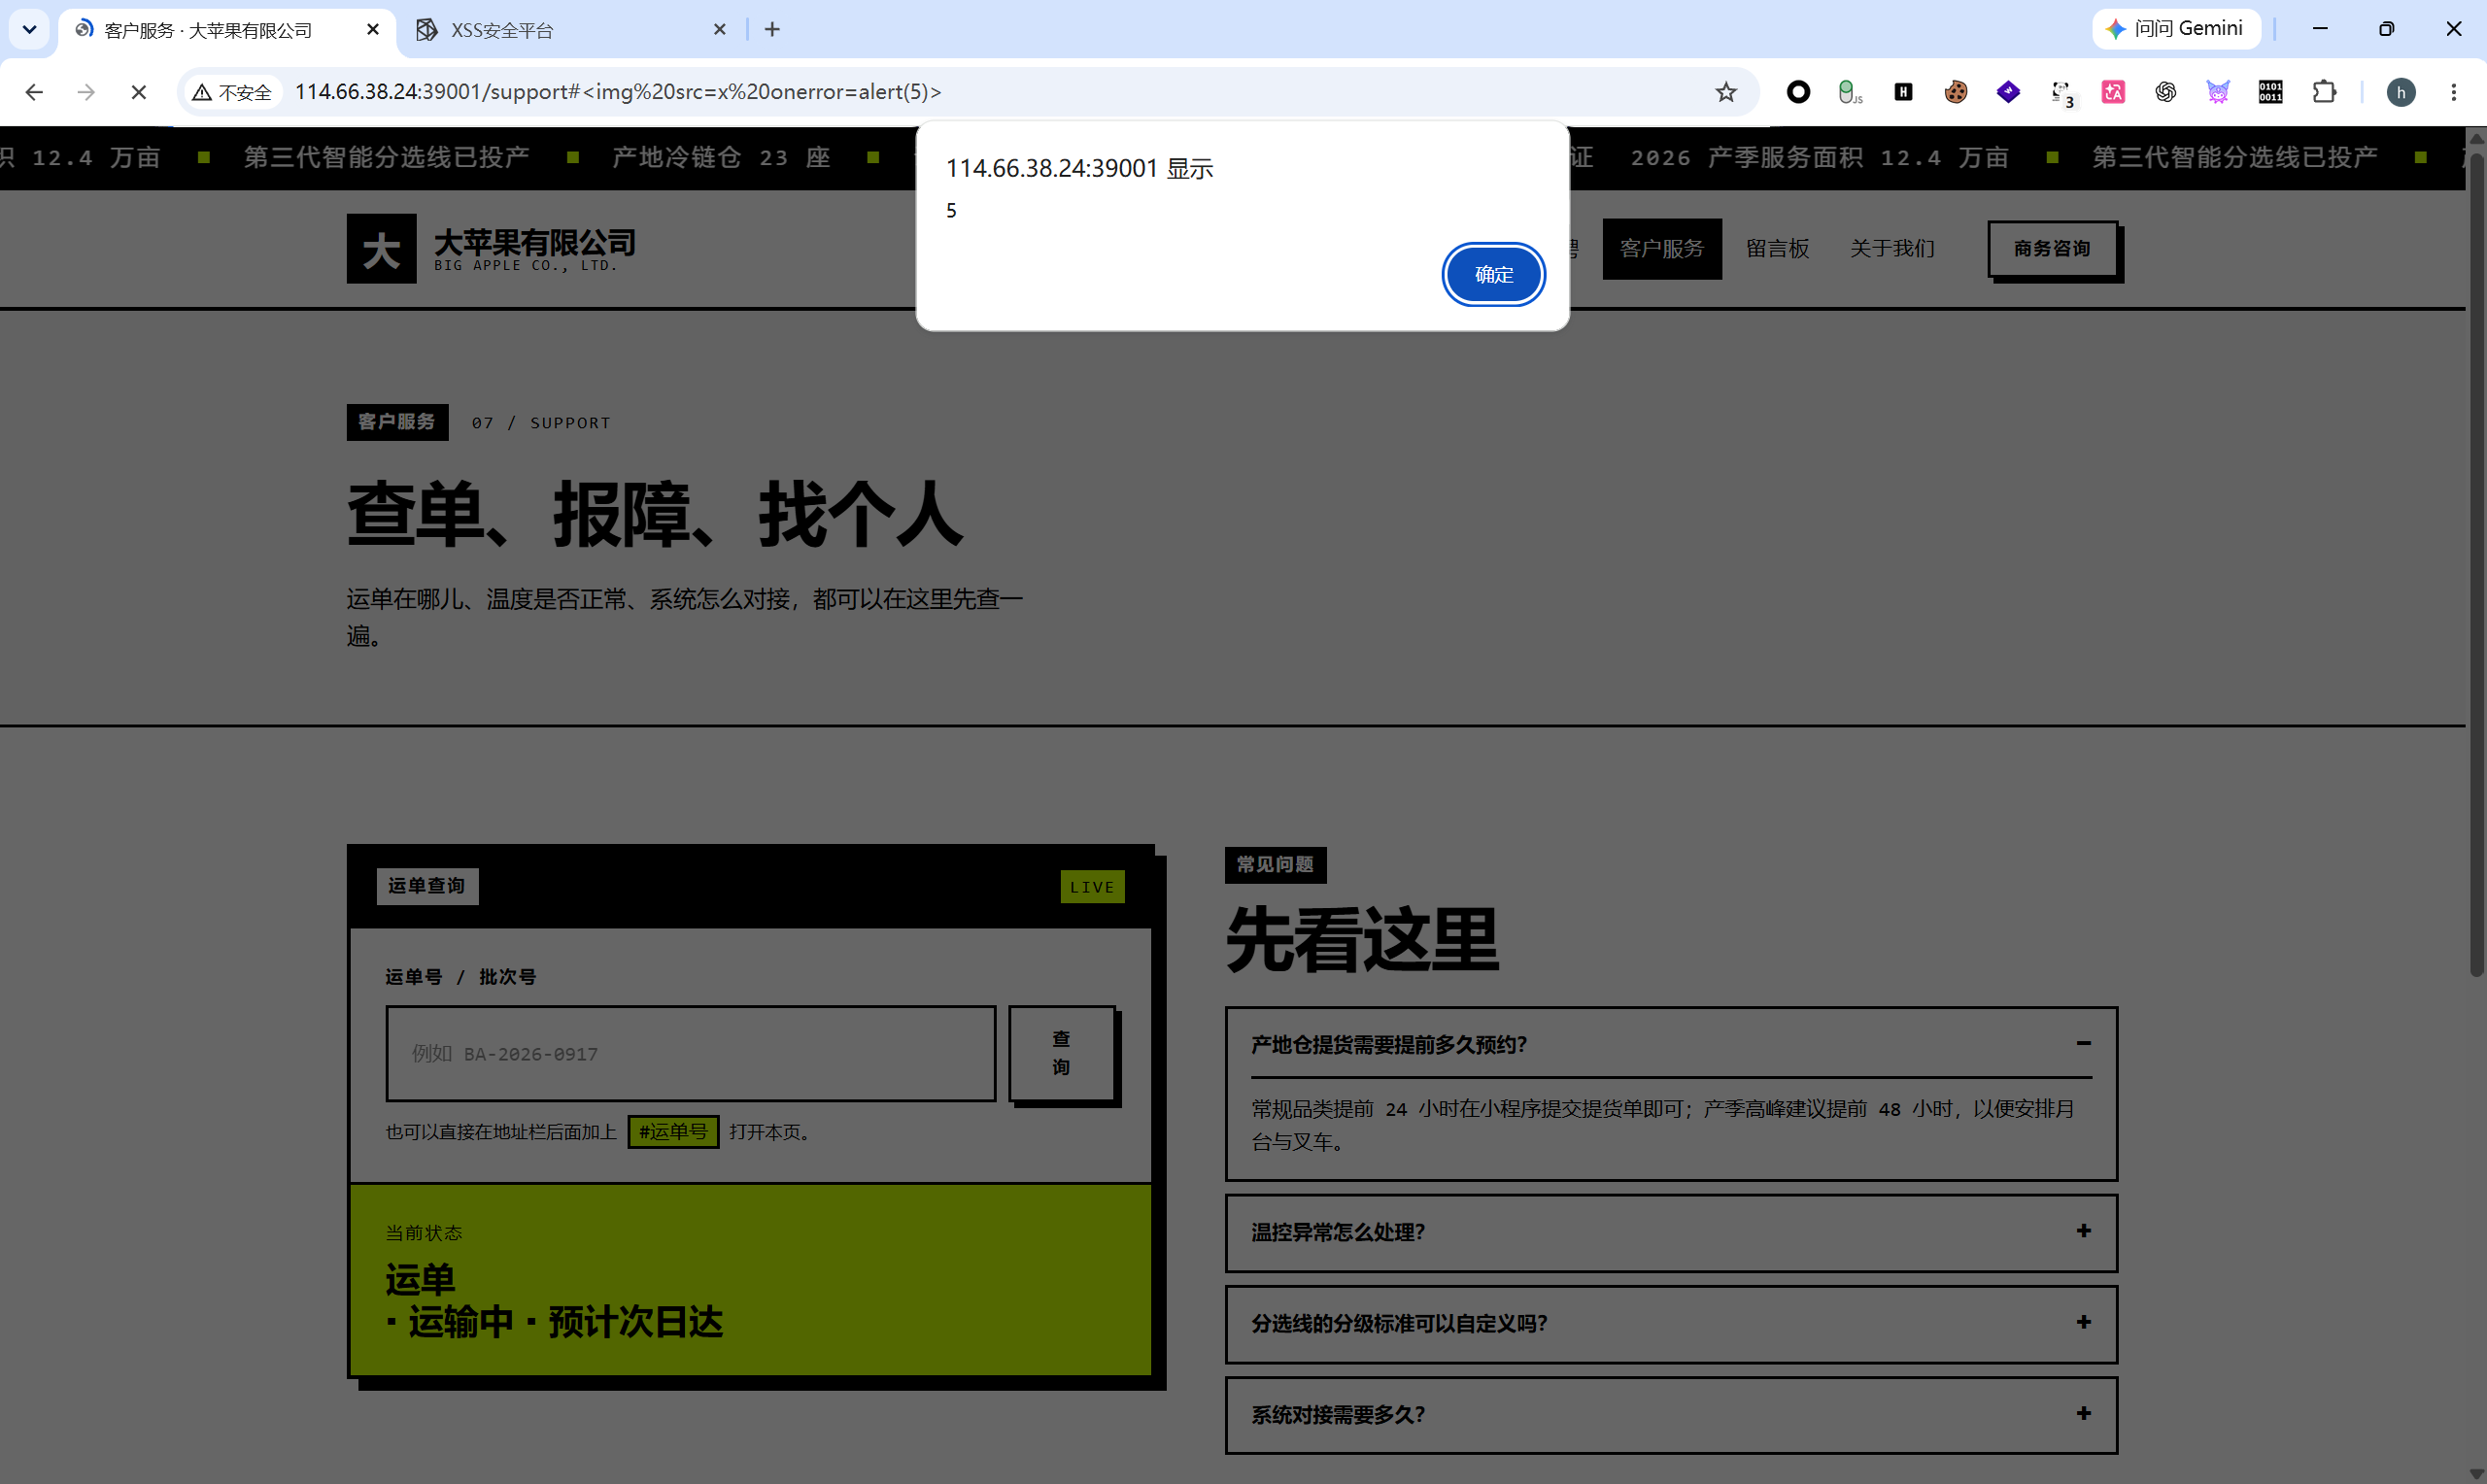 客户服务 · 大苹果有限公司
XSS安全平台
问问 Gemini
不安全
114.66.38.24:39001/support#<img%20src=x%20onerror=alert(5)>
3
h
积 12.4 万亩 ■ 第三代智能分选线已投产 ■ 产地冷链仓 23 座 ■
证 2026 产季服务面积 12.4 万亩 ■ 第三代智能分选线已投产 ■
114.66.38.24:39001 显示
5
确定
大
大苹果有限公司
BIG APPLE CO., LTD.
客户服务
留言板
关于我们
商务咨询
客户服务
07 / SUPPORT
查单、报障、找个人
运单在哪儿、温度是否正常、系统怎么对接，都可以在这里先查一
遍。
运单查询
LIVE
运单号 / 批次号
例如 BA-2026-0917
查
询
也可以直接在地址栏后面加上 #运单号 打开本页。
当前状态
运单
· 运输中 · 预计次日达
常见问题
先看这里
产地仓提货需要提前多久预约？
常规品类提前 24 小时在小程序提交提货单即可；产季高峰建议提前 48 小时，以便安排月
台与叉车。
温控异常怎么处理？
分选线的分级标准可以自定义吗？
系统对接需要多久？